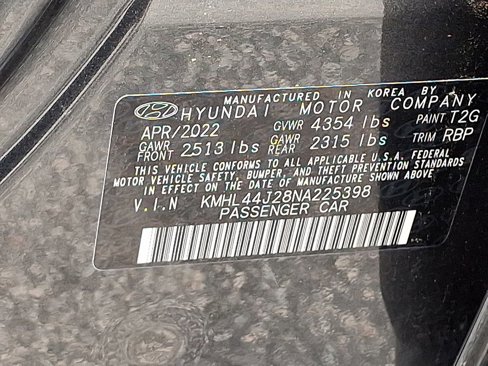 MANUFACTURED IN KOREA BY
HYUNDAI MOTOR COMPANY
APR/2022 GVWR 4354 lbs PAINT T2G
GAWR FRONT 2513 lbs GAWR REAR 2315 lbs TRIM RBP
THIS VEHICLE CONFORMS TO ALL APPLICABLE U.S.A. FEDERAL
MOTOR VEHICLE SAFETY, BUMPER, AND THEFT PREVENTION STANDARDS
IN EFFECT ON THE DATE OF MANUFACTURE SHOWN ABOVE.
V.I.N KMHL44J28NA225398
PASSENGER CAR